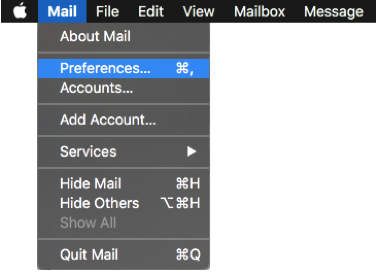 Mail File Edit View Mailbox Message
About Mail
Preferences... ⌘,
Accounts...
Add Account...
Services ▶
Hide Mail ⌘H
Hide Others ⌥⌘H
Show All
Quit Mail ⌘Q